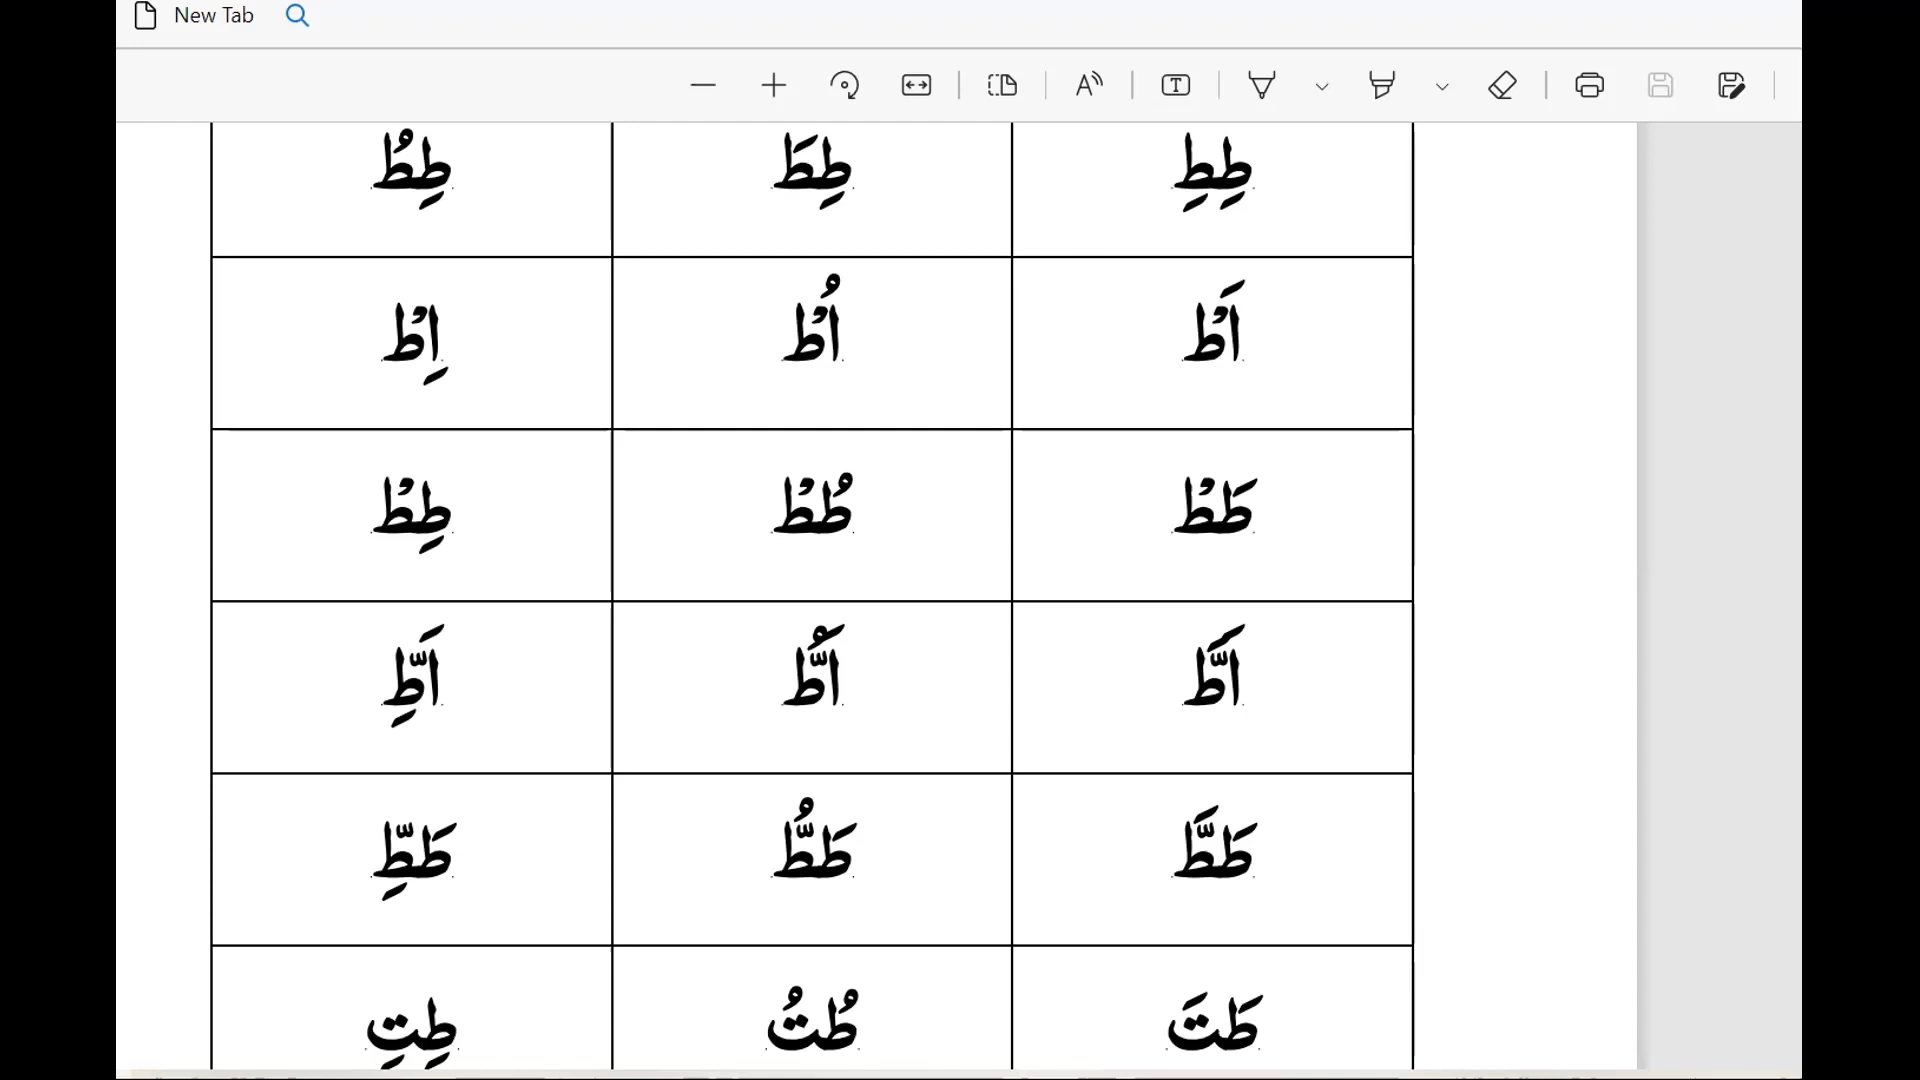 New Tab
طِطِ طِطَ طِطُ
اَطْ اُطْ اِطْ
طَطْ طُطْ طِطْ
اَطَّ اَطُّ اَطِّ
طَطَّ طَطُّ طَطِّ
طَتَ طُتُ طِتِ